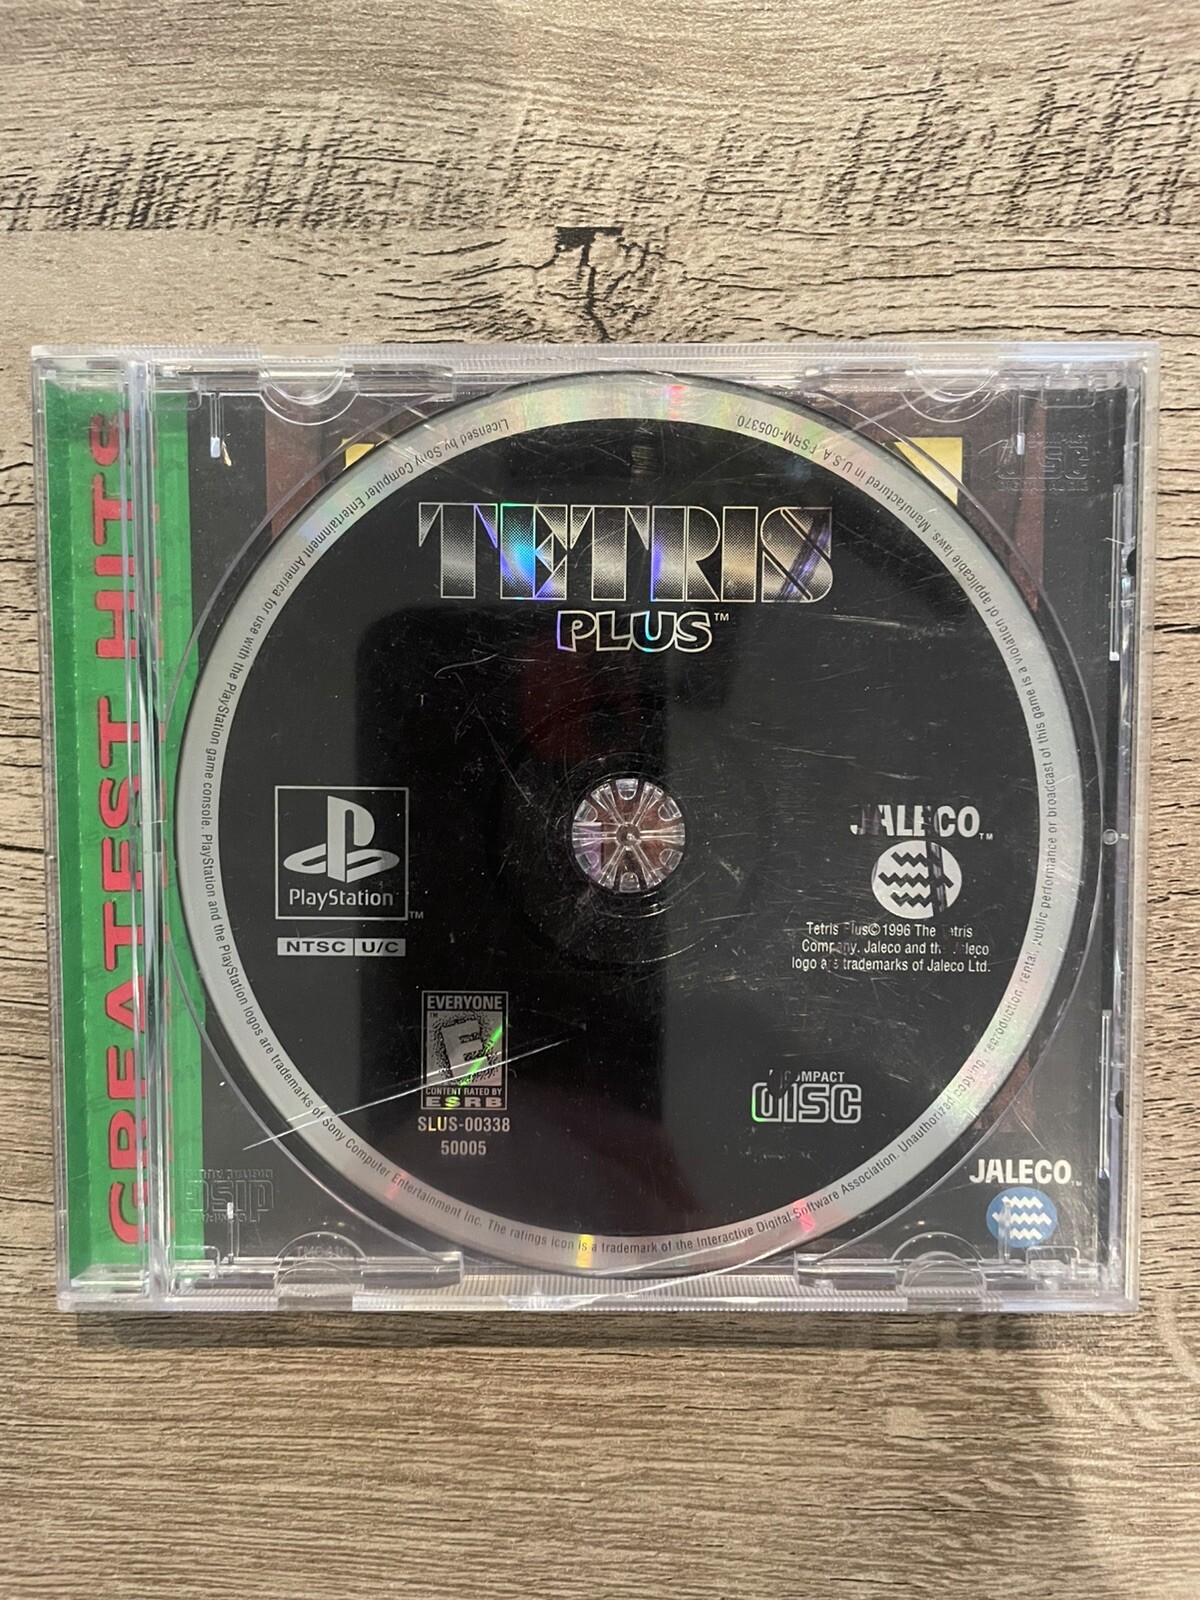 GREATEST HITS
Licensed by Sony Computer Entertainment America for use with the PlayStation game console. PlayStation and the PlayStation logos are trademarks of Sony Computer Entertainment Inc. The ratings icon is a trademark of the Interactive Digital Software Association. Unauthorized copying, reproduction, rental, public performance or broadcast of this game is a violation of applicable laws. Manufactured in U.S.A. FSRM-005370
TETRIS
PLUS™
PlayStation™
NTSC U/C
JALECO™
Tetris Plus©1996 The Tetris
Company. Jaleco and the Jaleco
logo are trademarks of Jaleco Ltd.
EVERYONE
™
E
CONTENT RATED BY
ESRB
SLUS-00338
50005
COMPACT
disc
JALECO™